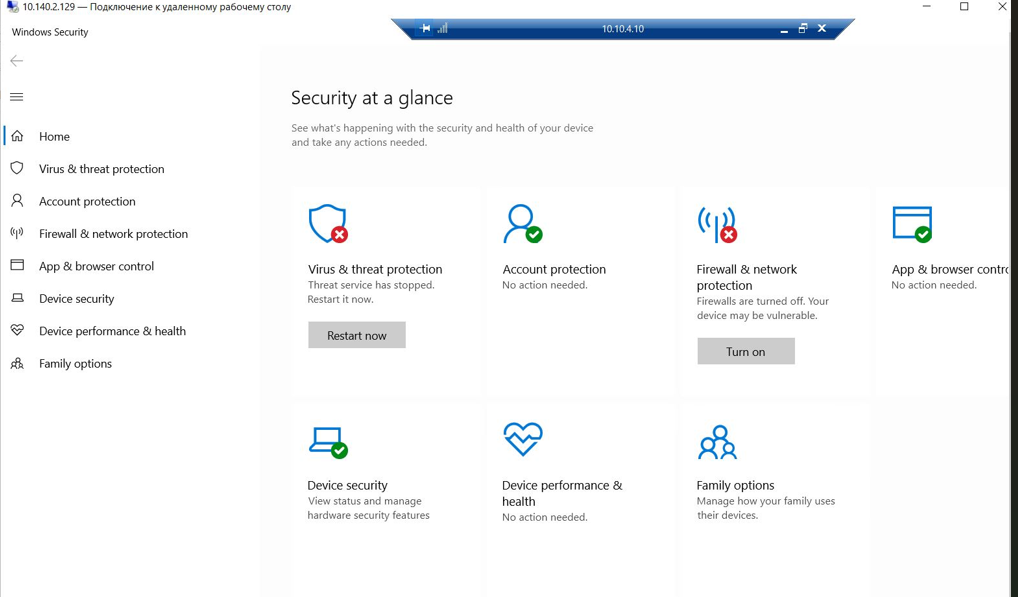 10.140.2.129 — Подключение к удаленному рабочему столу
10.10.4.10
Windows Security
Home
Virus & threat protection
Account protection
Firewall & network protection
App & browser control
Device security
Device performance & health
Family options
Security at a glance
See what's happening with the security and health of your device
and take any actions needed.
Virus & threat protection
Threat service has stopped.
Restart it now.
Restart now
Account protection
No action needed.
Firewall & network
protection
Firewalls are turned off. Your
device may be vulnerable.
Turn on
App & browser contro
No action needed.
Device security
View status and manage
hardware security features
Device performance &
health
No action needed.
Family options
Manage how your family uses
their devices.